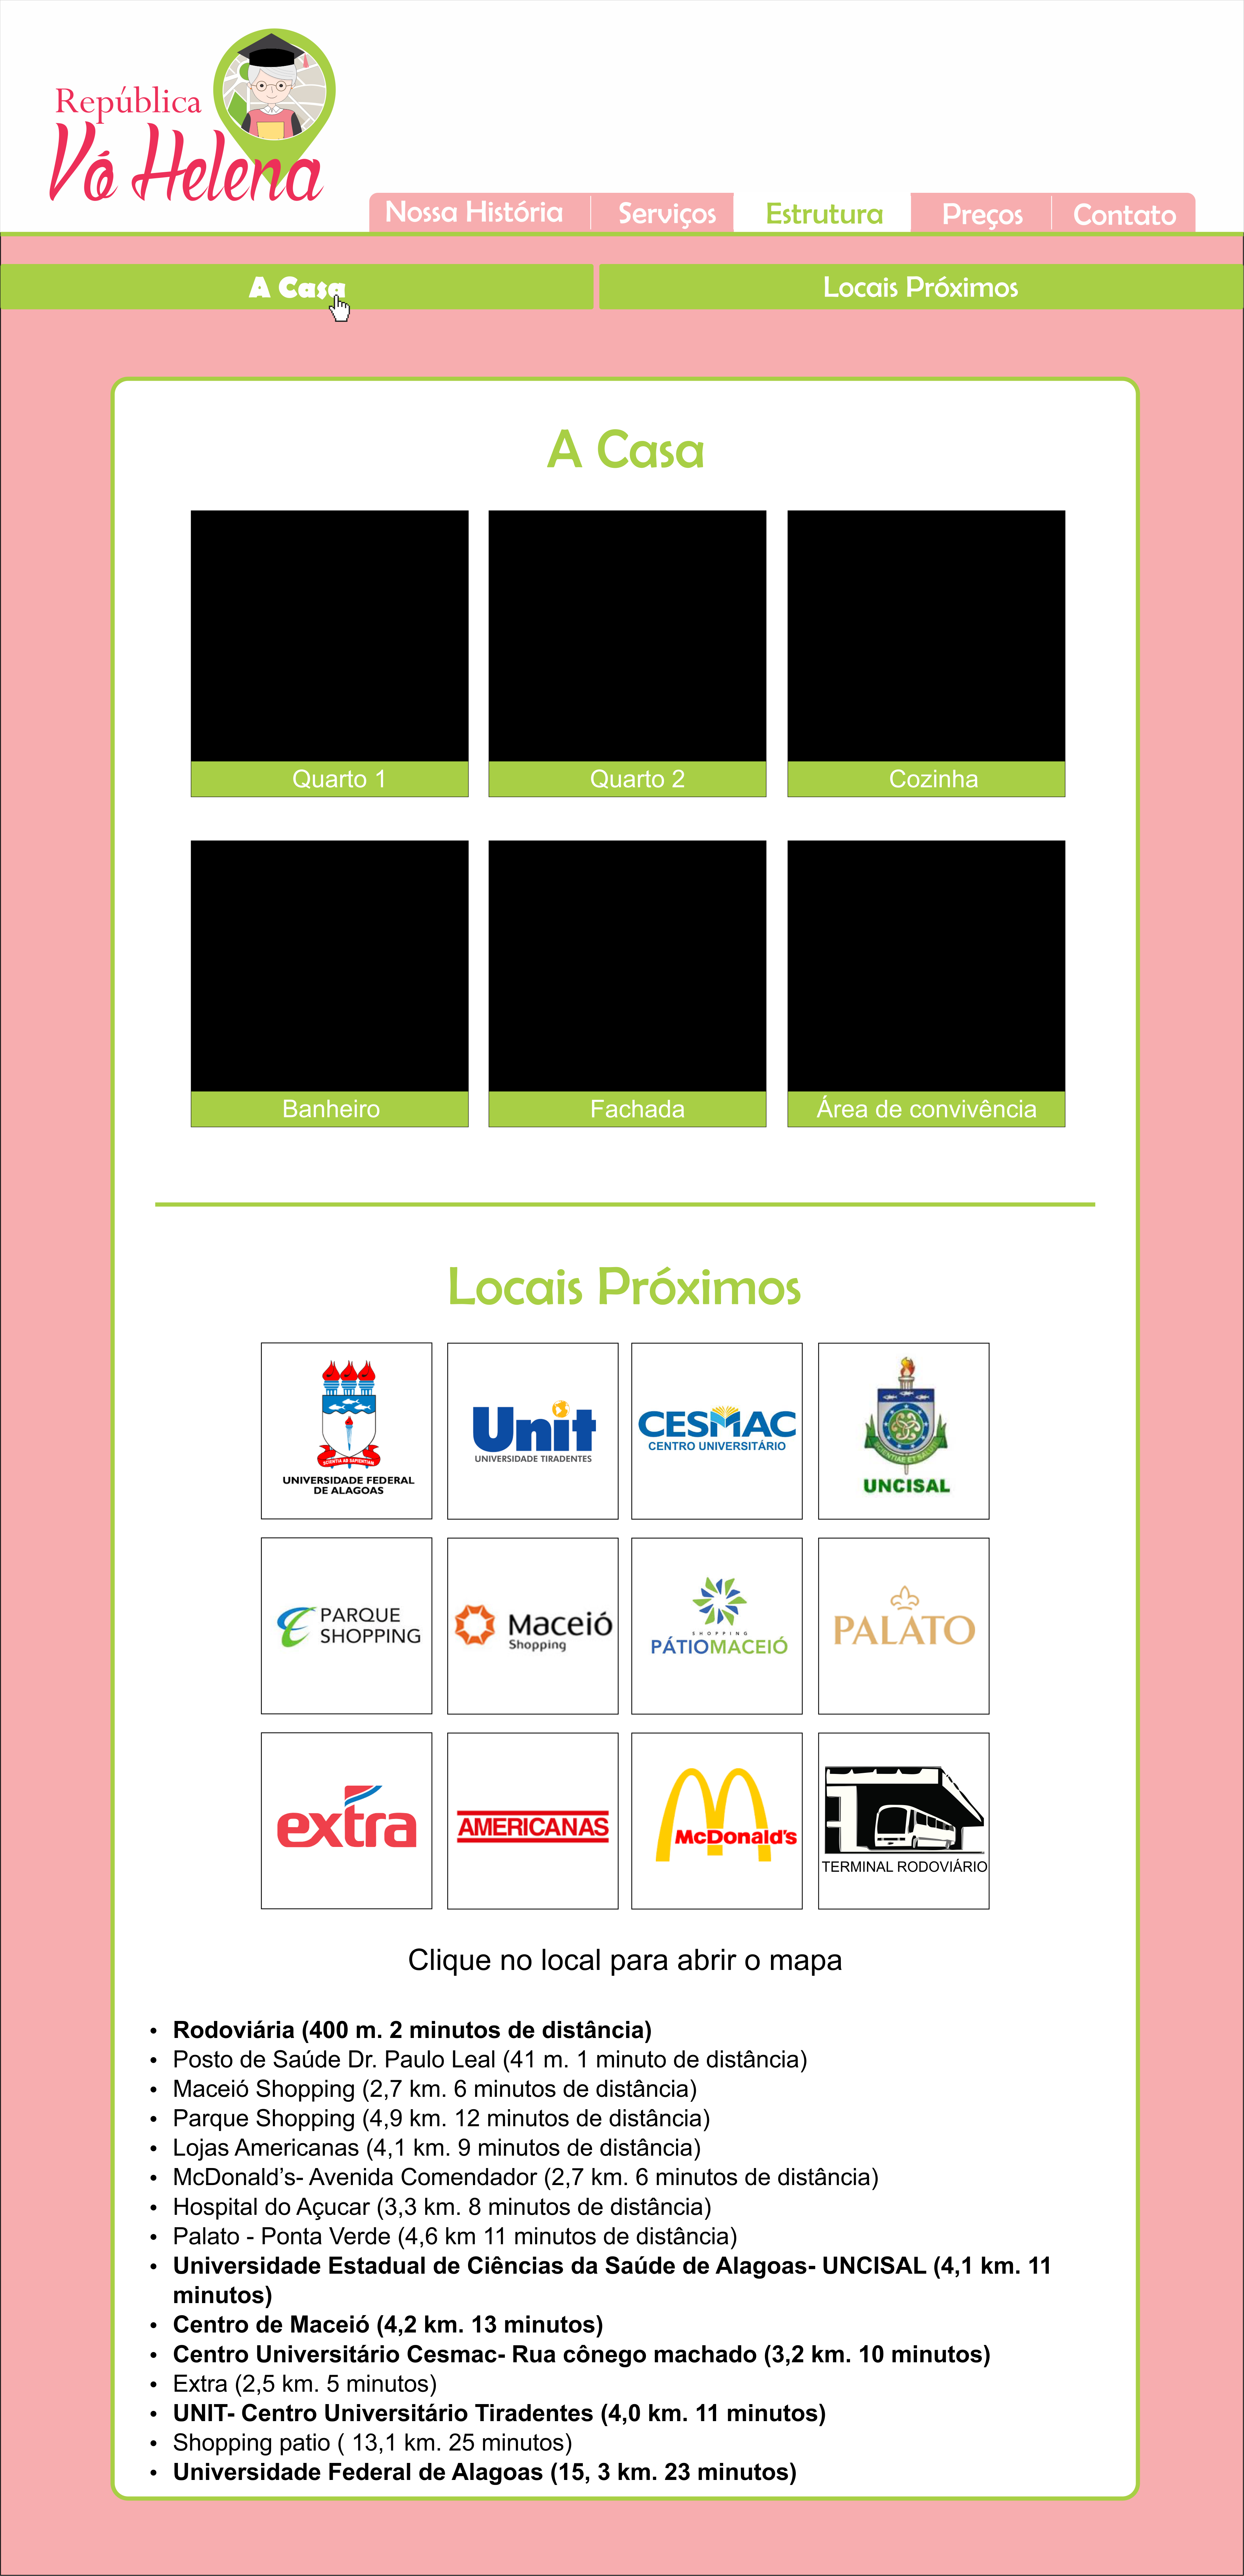 República
Vó Helena
Nossa História
Serviços
Estrutura
Preços
Contato
A Casa
Locais Próximos
A Casa
Quarto 1
Quarto 2
Cozinha
Banheiro
Fachada
Área de convivência
Locais Próximos
SCIENTIA AD SAPIENTIAM
UNIVERSIDADE FEDERAL
DE ALAGOAS
Unit
UNIVERSIDADE TIRADENTES
CESMAC
CENTRO UNIVERSITÁRIO
UNCISAL
PARQUE
SHOPPING
Maceió
Shopping
SHOPPING
PÁTIOMACEIÓ
PALATO
extra
AMERICANAS
McDonald's
TERMINAL RODOVIÁRIO
Clique no local para abrir o mapa
• Rodoviária (400 m. 2 minutos de distância)
• Posto de Saúde Dr. Paulo Leal (41 m. 1 minuto de distância)
• Maceió Shopping (2,7 km. 6 minutos de distância)
• Parque Shopping (4,9 km. 12 minutos de distância)
• Lojas Americanas (4,1 km. 9 minutos de distância)
• McDonald’s- Avenida Comendador (2,7 km. 6 minutos de distância)
• Hospital do Açucar (3,3 km. 8 minutos de distância)
• Palato - Ponta Verde (4,6 km 11 minutos de distância)
• Universidade Estadual de Ciências da Saúde de Alagoas- UNCISAL (4,1 km. 11
minutos)
• Centro de Maceió (4,2 km. 13 minutos)
• Centro Universitário Cesmac- Rua cônego machado (3,2 km. 10 minutos)
• Extra (2,5 km. 5 minutos)
• UNIT- Centro Universitário Tiradentes (4,0 km. 11 minutos)
• Shopping patio ( 13,1 km. 25 minutos)
• Universidade Federal de Alagoas (15, 3 km. 23 minutos)